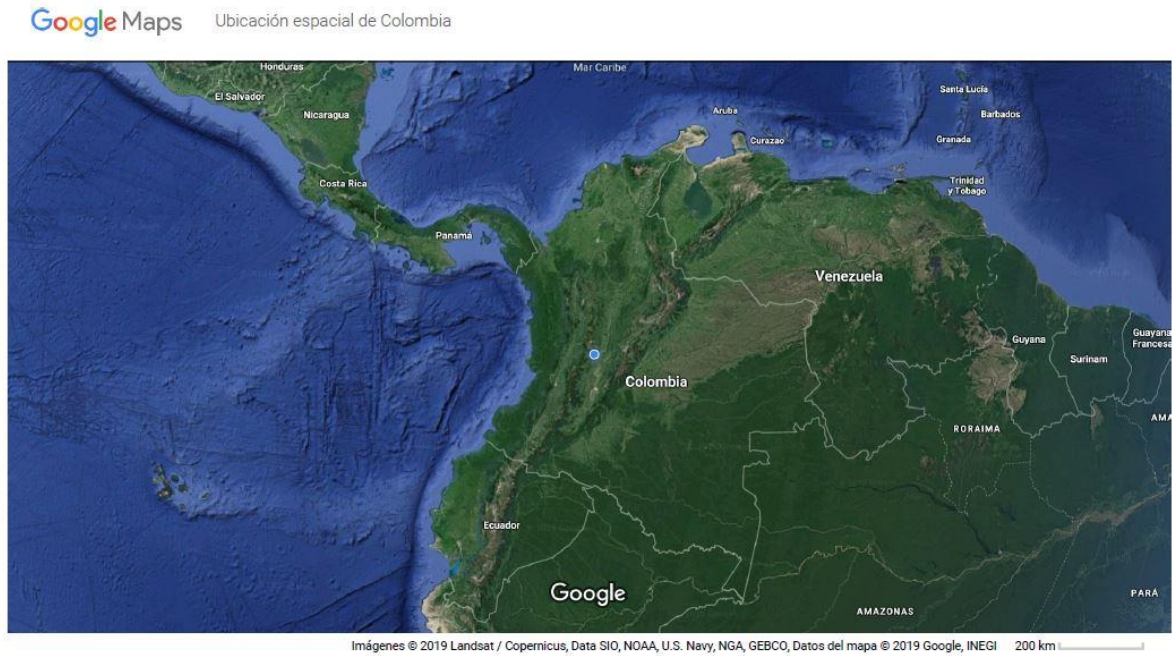 Google Maps Ubicación espacial de Colombia
Honduras
Mar Caribe
El Salvador
Santa Lucía
Nicaragua
Aruba
Barbados
Curazao
Granada
Costa Rica
Trinidad
y Tobago
Panamá
Venezuela
Guyana
Guayana
Francesa
Surinam
Colombia
AMA
RORAIMA
Ecuador
Google
PARÁ
AMAZONAS
Imágenes © 2019 Landsat / Copernicus, Data SIO, NOAA, U.S. Navy, NGA, GEBCO, Datos del mapa © 2019 Google, INEGI 200 km